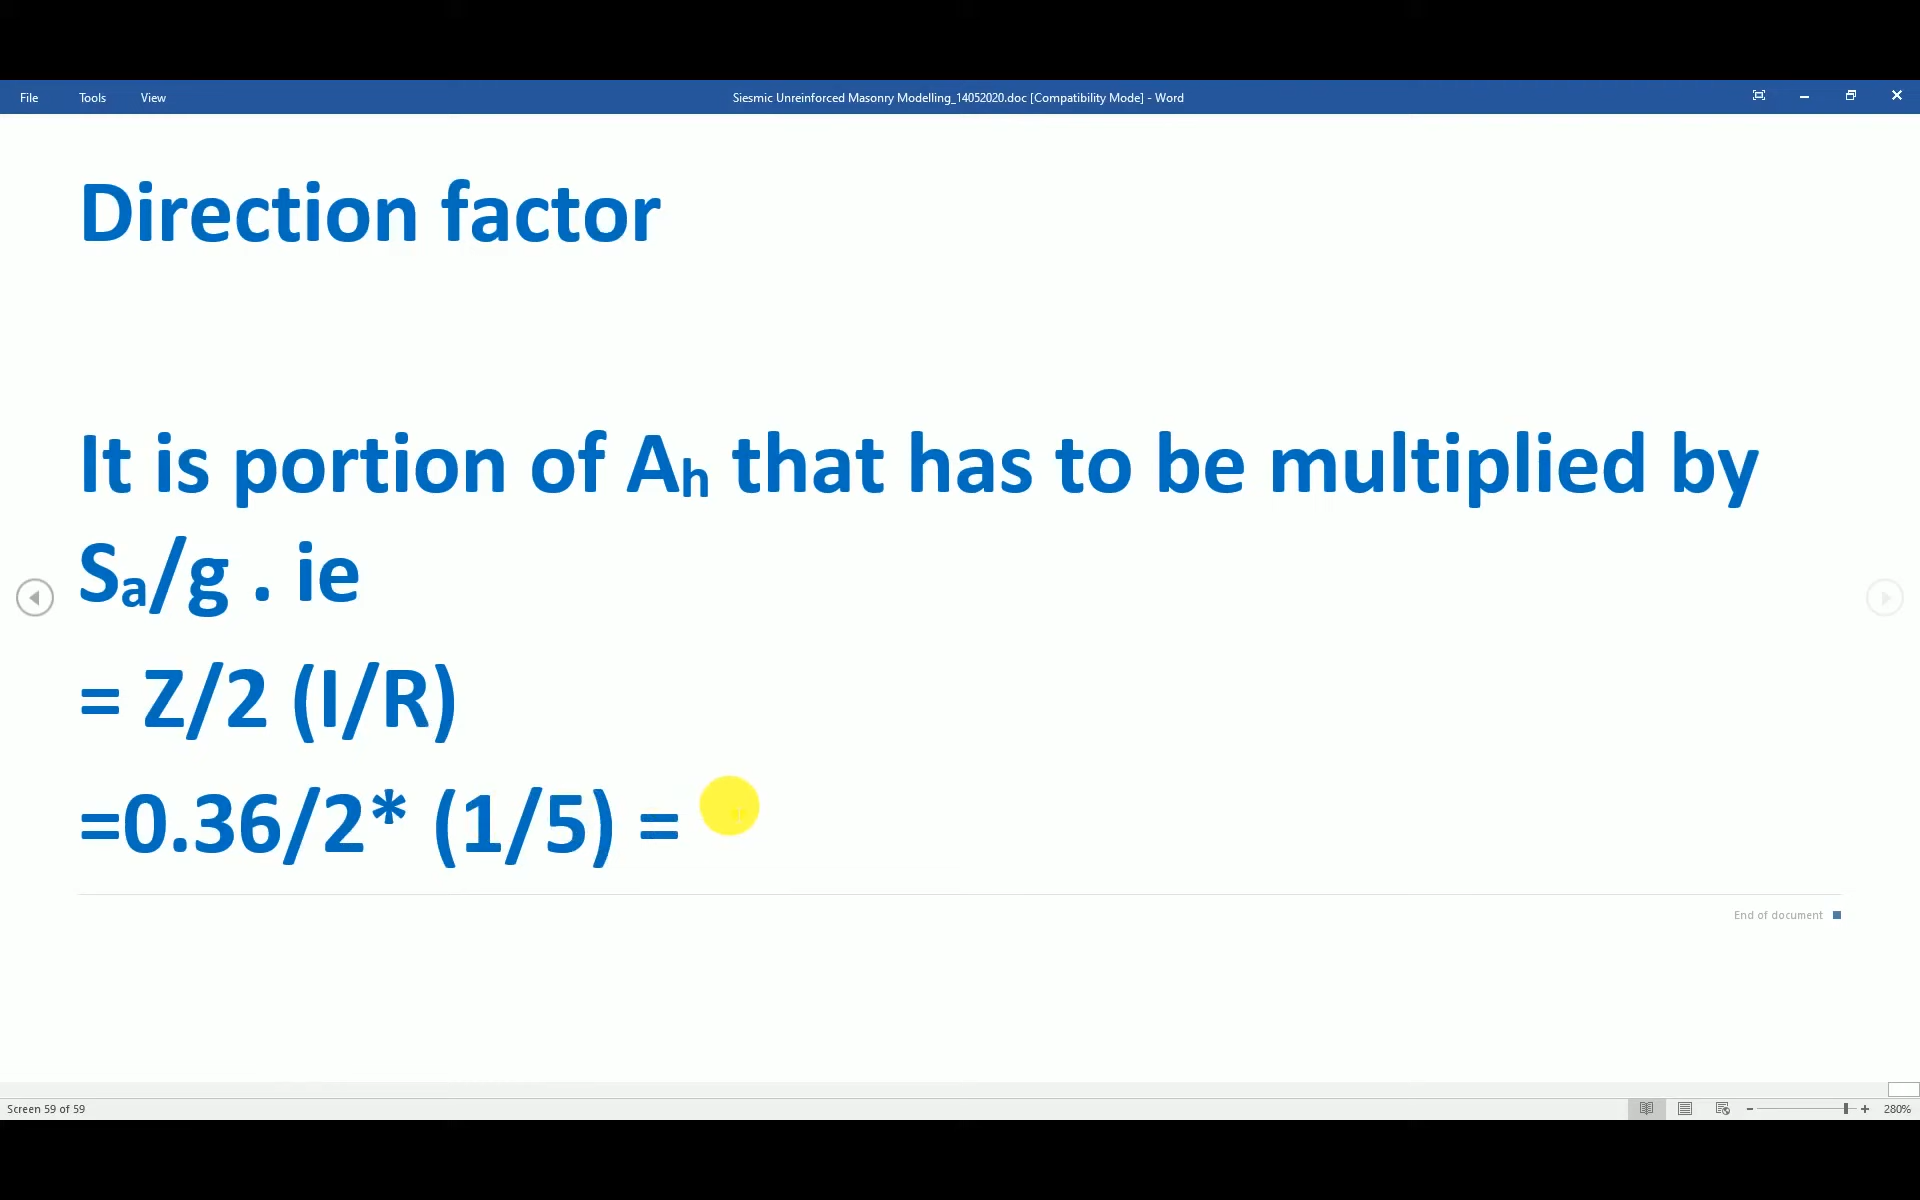 File Tools View Siesmic Unreinforced Masonry Modelling_14052020.doc [Compatibility Mode] - Word
Direction factor
It is portion of Aₕ that has to be multiplied by
Sₐ/g . ie
= Z/2 (I/R)
=0.36/2* (1/5) =
End of document
Screen 59 of 59 280%